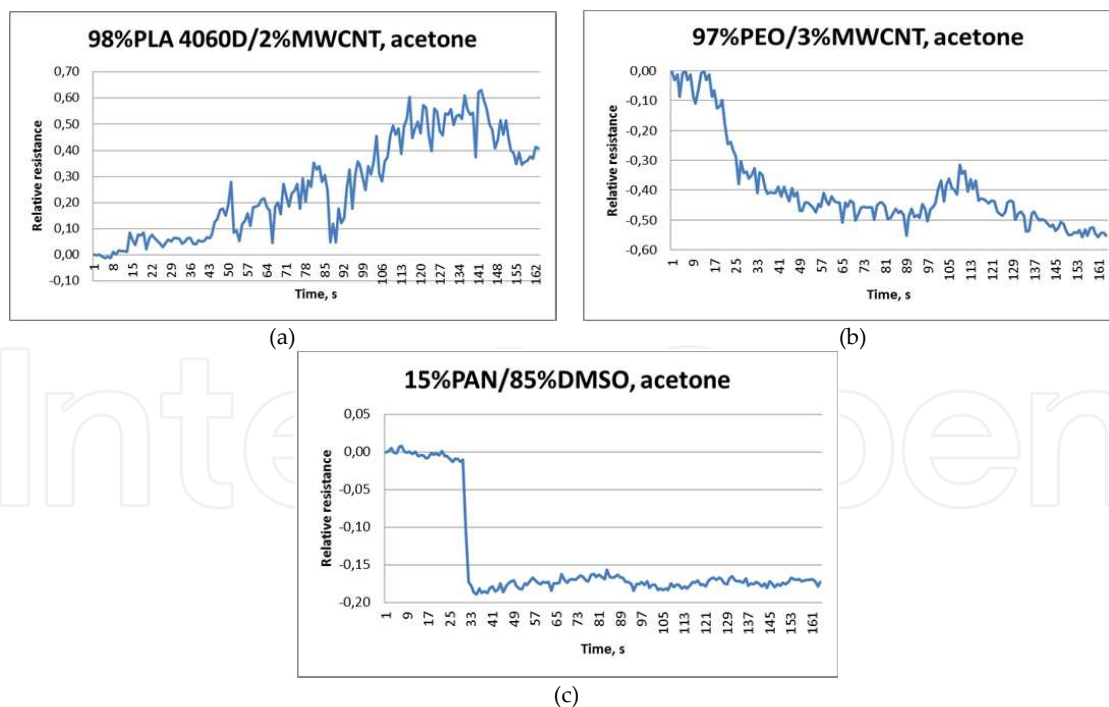 98%PLA 4060D/2%MWCNT, acetone
Relative resistance
0,70
0,60
0,50
0,40
0,30
0,20
0,10
0,00
-0,10
1 8 15 22 29 36 43 50 57 64 71 78 85 92 99 106 113 120 127 134 141 148 155 162
Time, s
(a)
97%PEO/3%MWCNT, acetone
Relative resistance
0,00
-0,10
-0,20
-0,30
-0,40
-0,50
-0,60
1 9 17 25 33 41 49 57 65 73 81 89 97 105 113 121 129 137 145 153 161
Time, s
(b)
15%PAN/85%DMSO, acetone
Relative resistance
0,05
0,00
-0,05
-0,10
-0,15
-0,20
1 9 17 25 33 41 49 57 65 73 81 89 97 105 113 121 129 137 145 153 161
Time, s
(c)